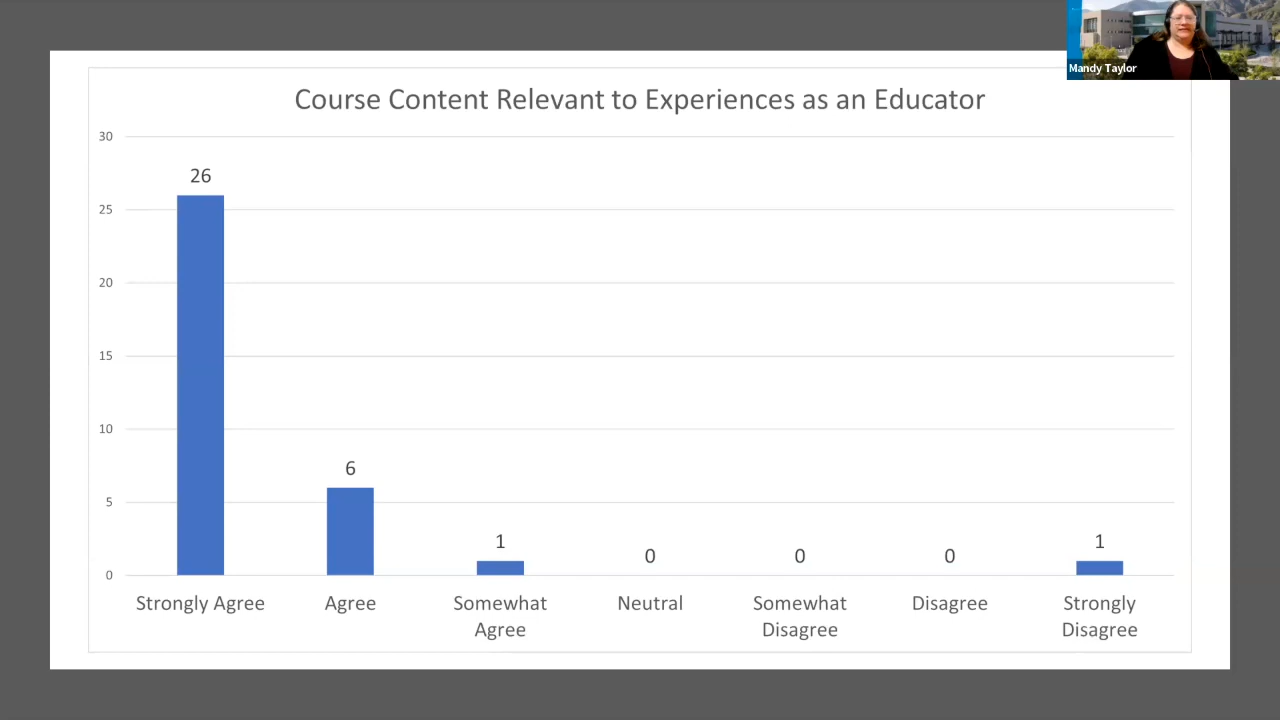 Mandy Taylor
Course Content Relevant to Experiences as an Educator
30
25
20
15
10
5
0
26
6
1
0
0
0
1
Strongly Agree
Agree
Somewhat
Agree
Neutral
Somewhat
Disagree
Disagree
Strongly
Disagree